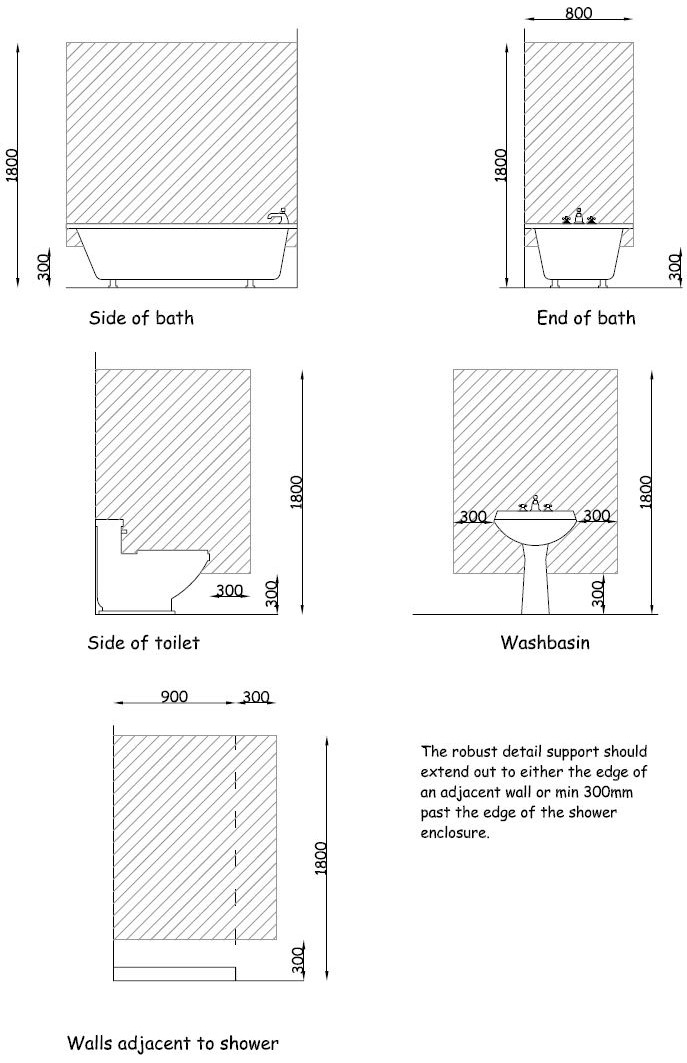 800
1800
1800
300
300
Side of bath
End of bath
1800
1800
300
300
300
300
300
Side of toilet
Washbasin
900
300
The robust detail support should
extend out to either the edge of
an adjacent wall or min 300mm
past the edge of the shower
enclosure.
1800
300
Walls adjacent to shower